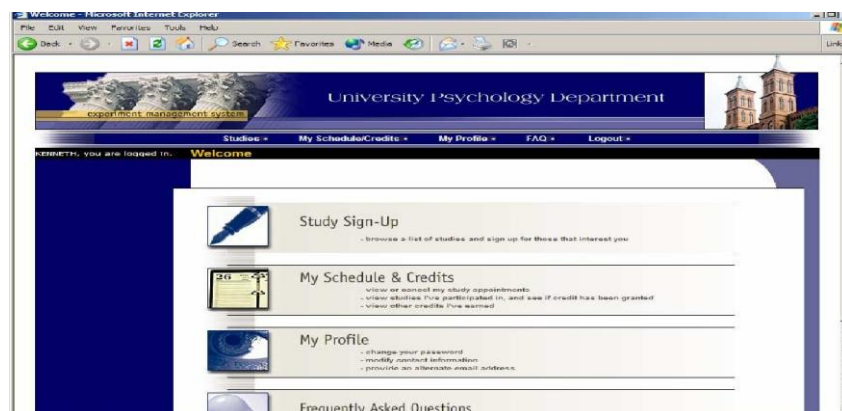 Welcome - Microsoft Internet Explorer
File Edit View Favorites Tools Help
Back Search Favorites Media
Link
University Psychology Department
experiment management system
Studies My Schedule/Credits My Profile FAQ Logout
KENNETH, you are logged in. Welcome
Study Sign-Up
- browse a list of studies and sign up for those that interest you
My Schedule & Credits
- view or cancel my study appointments
- view studies I've participated in, and see if credit has been granted
- view other credits I've earned
26
My Profile
- change your password
- modify contact information
- provide an alternate email address
Frequently Asked Questions